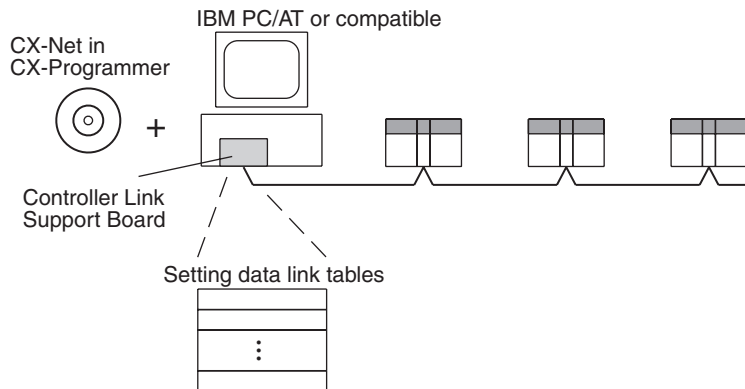 IBM PC/AT or compatible
CX-Net in
CX-Programmer
+
Controller Link
Support Board
Setting data link tables